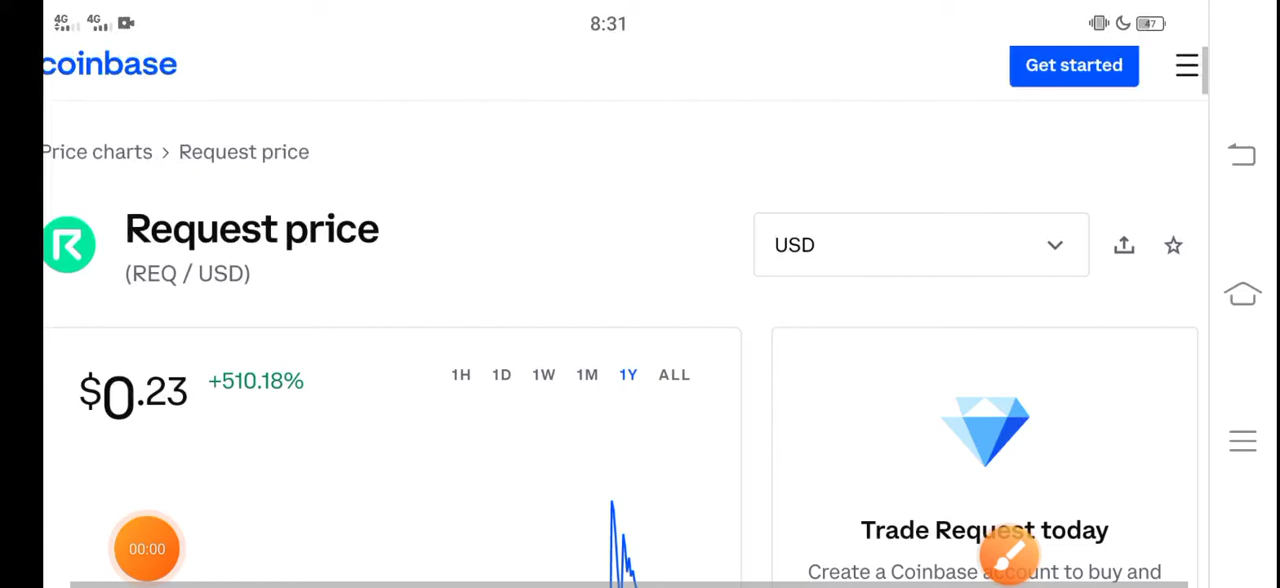 4G 4G 8:31 47
coinbase Get started
Price charts > Request price
Request price
(REQ / USD)
USD
$0.23 +510.18% 1H 1D 1W 1M 1Y ALL
Trade Request today
Create a Coinbase account to buy and
00:00